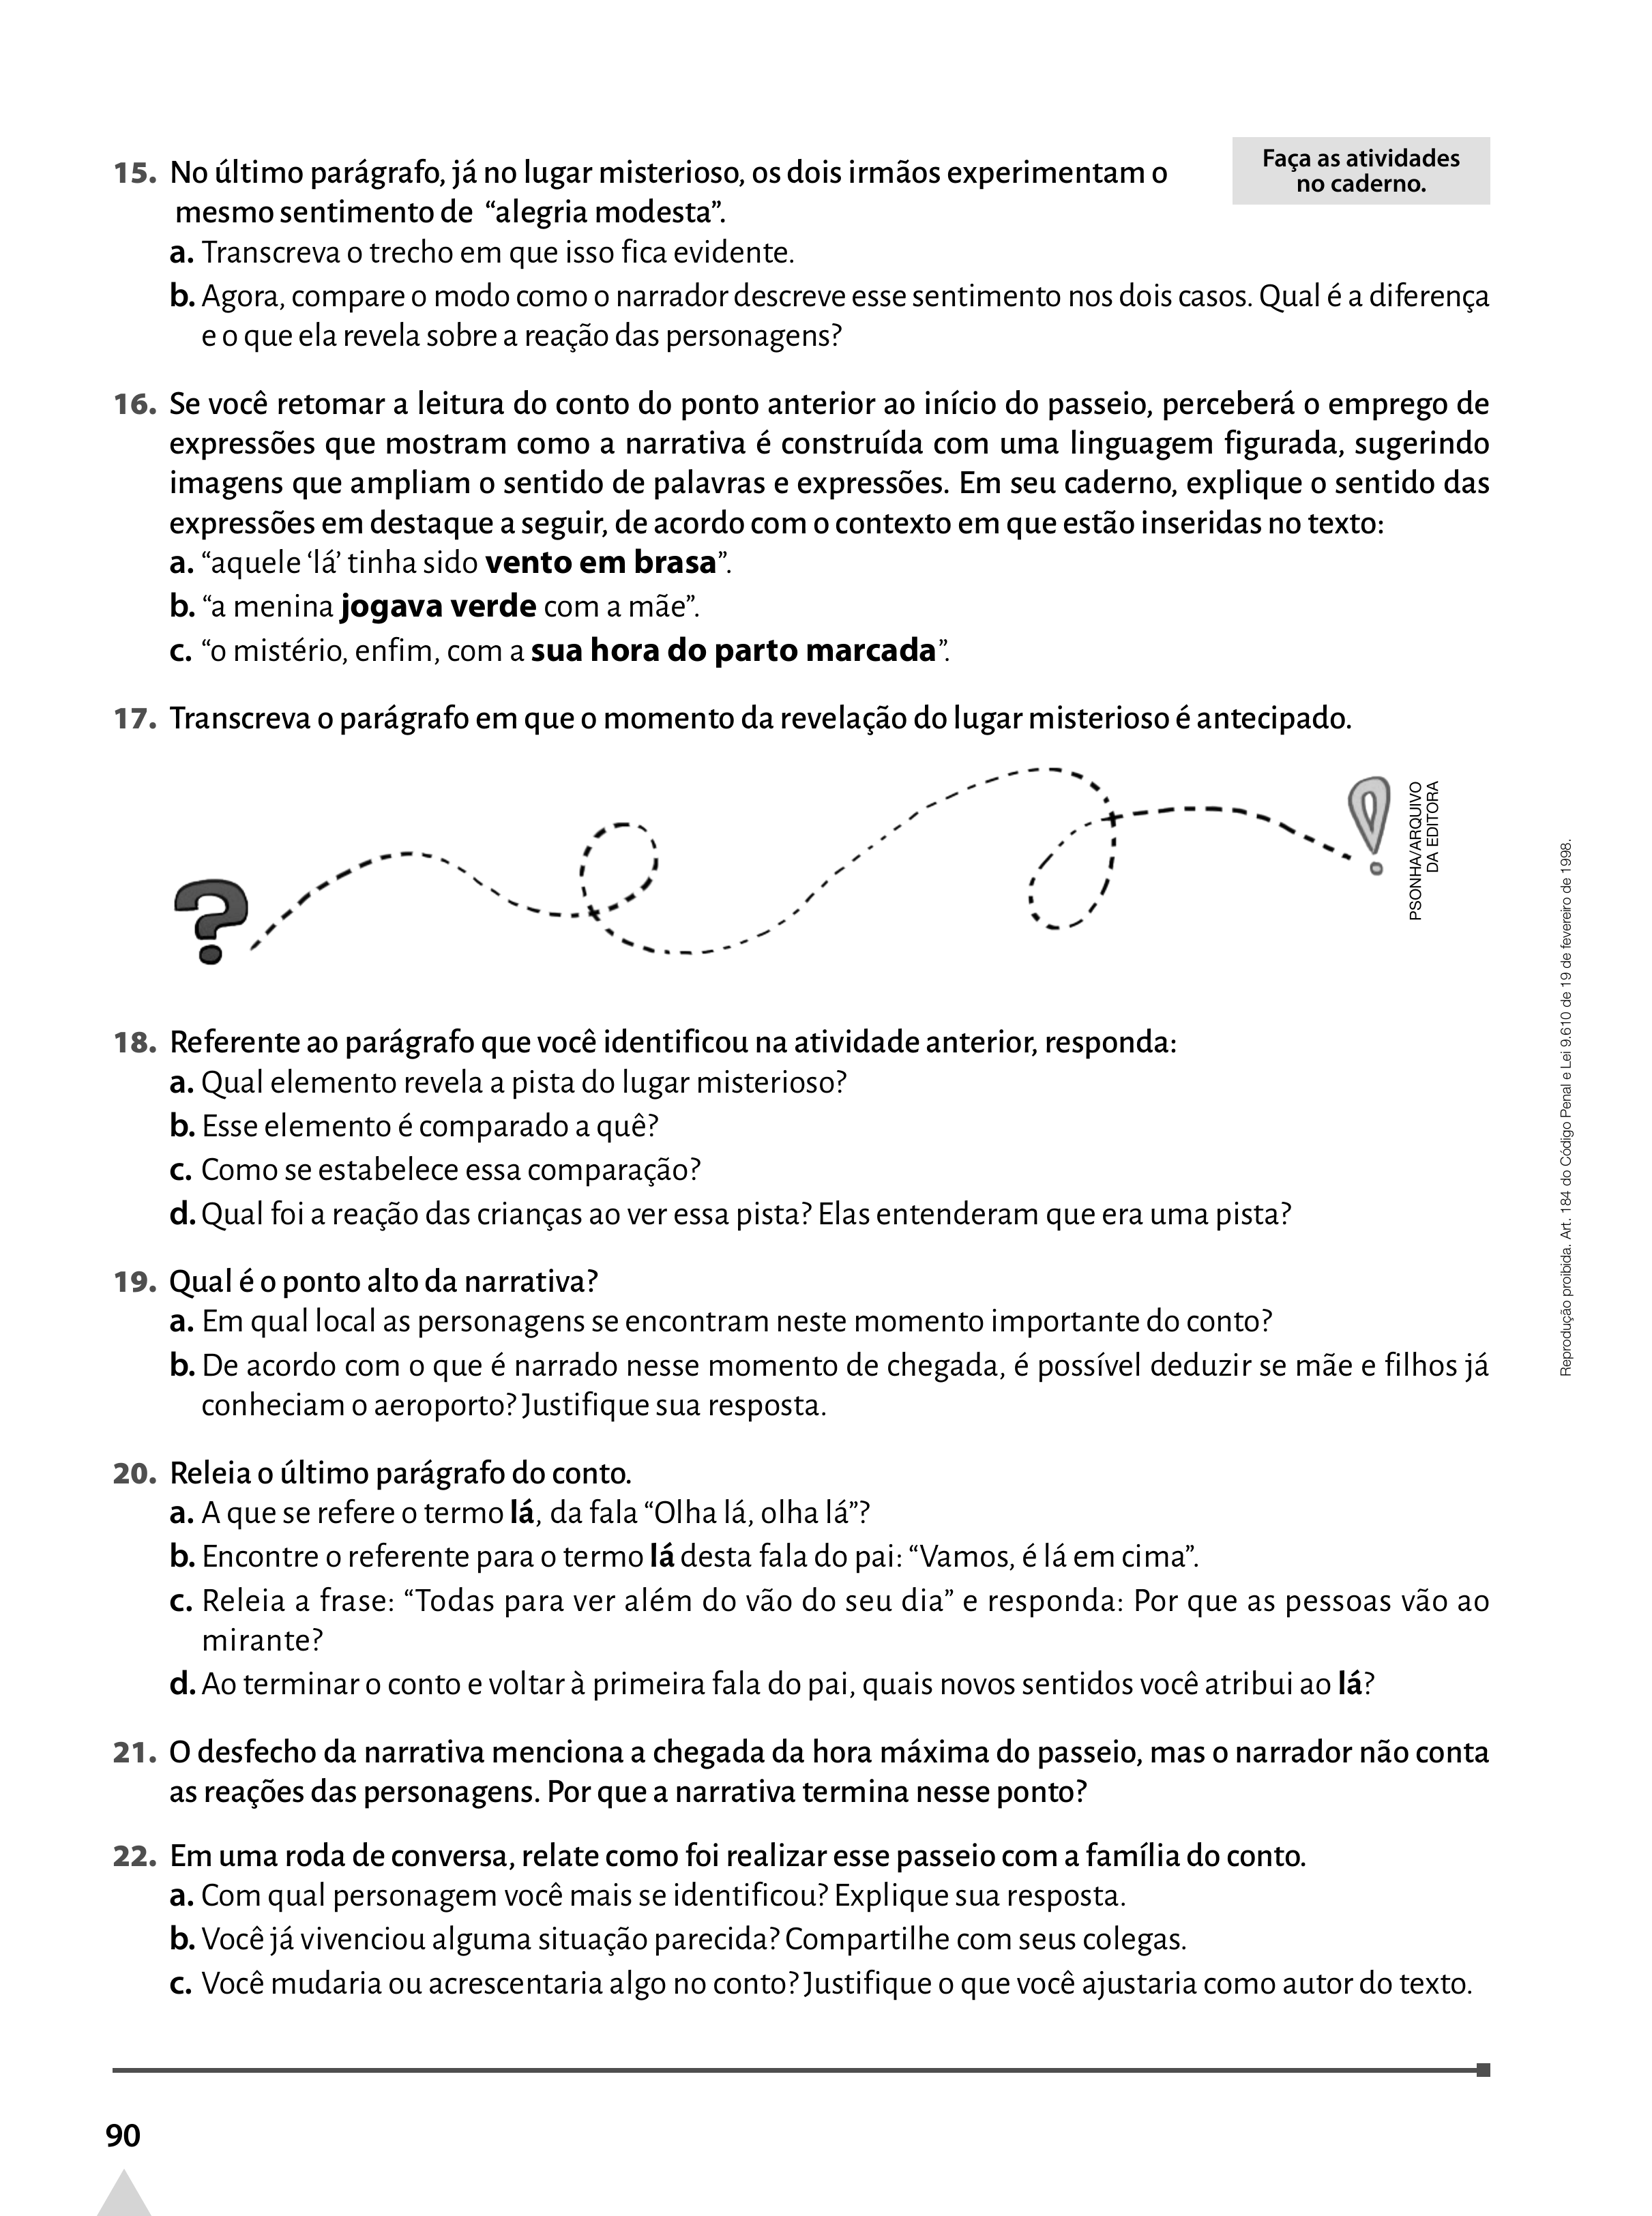 Faça as atividades
no caderno.
15. No último parágrafo, já no lugar misterioso, os dois irmãos experimentam o
mesmo sentimento de “alegria modesta”.
a. Transcreva o trecho em que isso fica evidente.
b. Agora, compare o modo como o narrador descreve esse sentimento nos dois casos. Qual é a diferença
e o que ela revela sobre a reação das personagens?
16. Se você retomar a leitura do conto do ponto anterior ao início do passeio, perceberá o emprego de
expressões que mostram como a narrativa é construída com uma linguagem figurada, sugerindo
imagens que ampliam o sentido de palavras e expressões. Em seu caderno, explique o sentido das
expressões em destaque a seguir, de acordo com o contexto em que estão inseridas no texto:
a. “aquele ‘lá’ tinha sido vento em brasa”.
b. “a menina jogava verde com a mãe”.
c. “o mistério, enfim, com a sua hora do parto marcada”.
17. Transcreva o parágrafo em que o momento da revelação do lugar misterioso é antecipado.
?
!
PSONHA/ARQUIVO
DA EDITORA
18. Referente ao parágrafo que você identificou na atividade anterior, responda:
a. Qual elemento revela a pista do lugar misterioso?
b. Esse elemento é comparado a quê?
c. Como se estabelece essa comparação?
d. Qual foi a reação das crianças ao ver essa pista? Elas entenderam que era uma pista?
19. Qual é o ponto alto da narrativa?
a. Em qual local as personagens se encontram neste momento importante do conto?
b. De acordo com o que é narrado nesse momento de chegada, é possível deduzir se mãe e filhos já
conheciam o aeroporto? Justifique sua resposta.
20. Releia o último parágrafo do conto.
a. A que se refere o termo lá, da fala “Olha lá, olha lá”?
b. Encontre o referente para o termo lá desta fala do pai: “Vamos, é lá em cima”.
c. Releia a frase: “Todas para ver além do vão do seu dia” e responda: Por que as pessoas vão ao
mirante?
d. Ao terminar o conto e voltar à primeira fala do pai, quais novos sentidos você atribui ao lá?
21. O desfecho da narrativa menciona a chegada da hora máxima do passeio, mas o narrador não conta
as reações das personagens. Por que a narrativa termina nesse ponto?
22. Em uma roda de conversa, relate como foi realizar esse passeio com a família do conto.
a. Com qual personagem você mais se identificou? Explique sua resposta.
b. Você já vivenciou alguma situação parecida? Compartilhe com seus colegas.
c. Você mudaria ou acrescentaria algo no conto? Justifique o que você ajustaria como autor do texto.
Reprodução proibida. Art. 184 do Código Penal e Lei 9.610 de 19 de fevereiro de 1998.
90